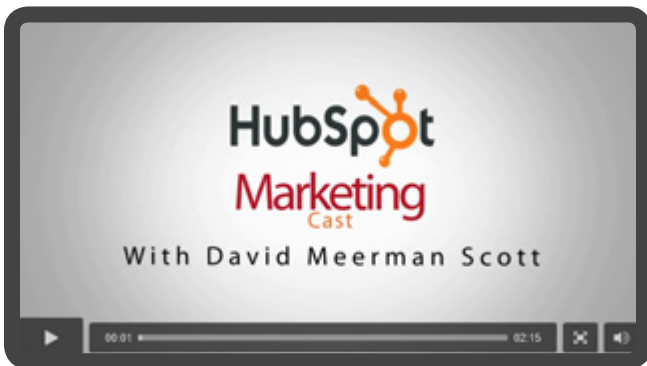 HubSpot
Marketing
Cast
With David Meerman Scott
00:01 02:15